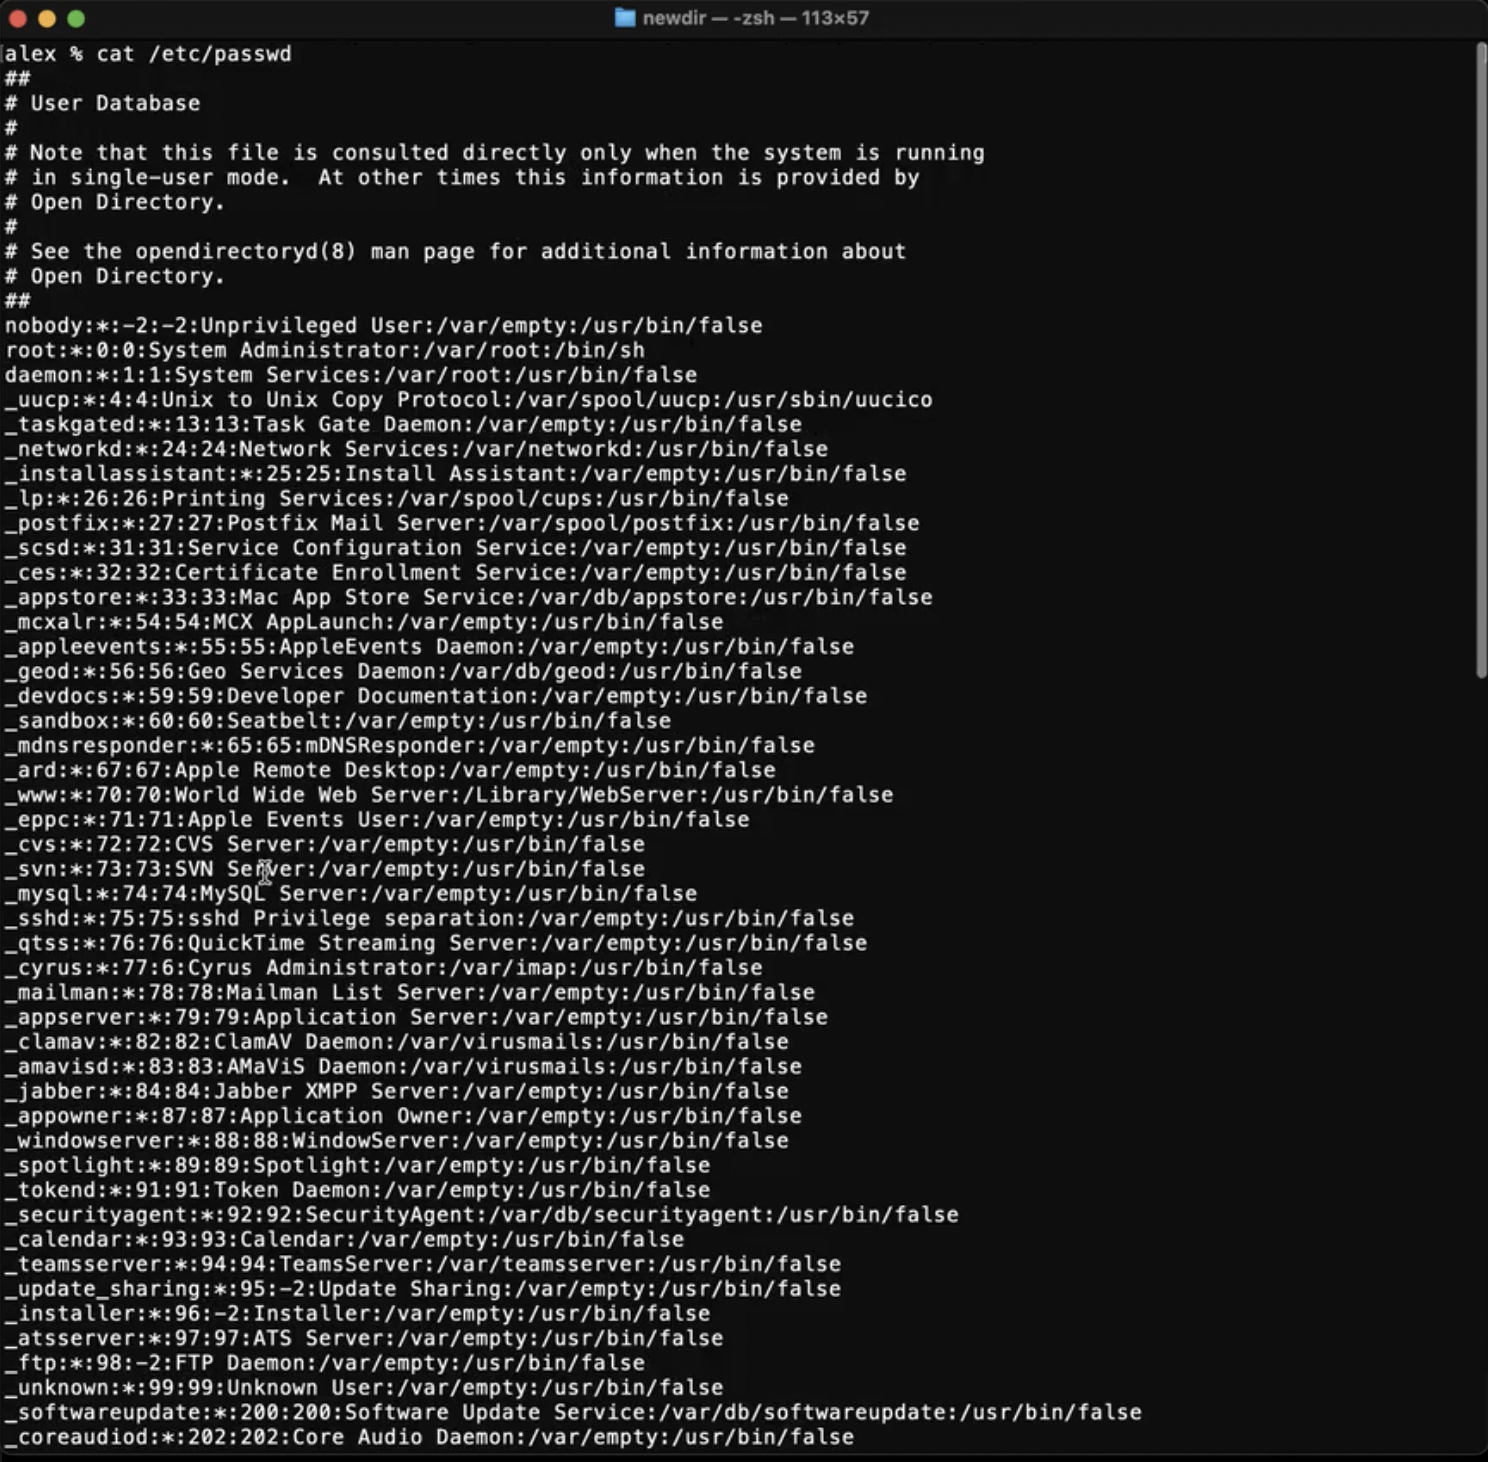 newdir — -zsh — 113×57
alex % cat /etc/passwd
##
# User Database
#
# Note that this file is consulted directly only when the system is running
# in single-user mode.  At other times this information is provided by
# Open Directory.
#
# See the opendirectoryd(8) man page for additional information about
# Open Directory.
##
nobody:*:-2:-2:Unprivileged User:/var/empty:/usr/bin/false
root:*:0:0:System Administrator:/var/root:/bin/sh
daemon:*:1:1:System Services:/var/root:/usr/bin/false
_uucp:*:4:4:Unix to Unix Copy Protocol:/var/spool/uucp:/usr/sbin/uucico
_taskgated:*:13:13:Task Gate Daemon:/var/empty:/usr/bin/false
_networkd:*:24:24:Network Services:/var/networkd:/usr/bin/false
_installassistant:*:25:25:Install Assistant:/var/empty:/usr/bin/false
_lp:*:26:26:Printing Services:/var/spool/cups:/usr/bin/false
_postfix:*:27:27:Postfix Mail Server:/var/spool/postfix:/usr/bin/false
_scsd:*:31:31:Service Configuration Service:/var/empty:/usr/bin/false
_ces:*:32:32:Certificate Enrollment Service:/var/empty:/usr/bin/false
_appstore:*:33:33:Mac App Store Service:/var/db/appstore:/usr/bin/false
_mcxalr:*:54:54:MCX AppLaunch:/var/empty:/usr/bin/false
_appleevents:*:55:55:AppleEvents Daemon:/var/empty:/usr/bin/false
_geod:*:56:56:Geo Services Daemon:/var/db/geod:/usr/bin/false
_devdocs:*:59:59:Developer Documentation:/var/empty:/usr/bin/false
_sandbox:*:60:60:Seatbelt:/var/empty:/usr/bin/false
_mdnsresponder:*:65:65:mDNSResponder:/var/empty:/usr/bin/false
_ard:*:67:67:Apple Remote Desktop:/var/empty:/usr/bin/false
_www:*:70:70:World Wide Web Server:/Library/WebServer:/usr/bin/false
_eppc:*:71:71:Apple Events User:/var/empty:/usr/bin/false
_cvs:*:72:72:CVS Server:/var/empty:/usr/bin/false
_svn:*:73:73:SVN Server:/var/empty:/usr/bin/false
_mysql:*:74:74:MySQL Server:/var/empty:/usr/bin/false
_sshd:*:75:75:sshd Privilege separation:/var/empty:/usr/bin/false
_qtss:*:76:76:QuickTime Streaming Server:/var/empty:/usr/bin/false
_cyrus:*:77:6:Cyrus Administrator:/var/imap:/usr/bin/false
_mailman:*:78:78:Mailman List Server:/var/empty:/usr/bin/false
_appserver:*:79:79:Application Server:/var/empty:/usr/bin/false
_clamav:*:82:82:ClamAV Daemon:/var/virusmails:/usr/bin/false
_amavisd:*:83:83:AMaViS Daemon:/var/virusmails:/usr/bin/false
_jabber:*:84:84:Jabber XMPP Server:/var/empty:/usr/bin/false
_appowner:*:87:87:Application Owner:/var/empty:/usr/bin/false
_windowserver:*:88:88:WindowServer:/var/empty:/usr/bin/false
_spotlight:*:89:89:Spotlight:/var/empty:/usr/bin/false
_tokend:*:91:91:Token Daemon:/var/empty:/usr/bin/false
_securityagent:*:92:92:SecurityAgent:/var/db/securityagent:/usr/bin/false
_calendar:*:93:93:Calendar:/var/empty:/usr/bin/false
_teamsserver:*:94:94:TeamsServer:/var/teamsserver:/usr/bin/false
_update_sharing:*:95:-2:Update Sharing:/var/empty:/usr/bin/false
_installer:*:96:-2:Installer:/var/empty:/usr/bin/false
_atsserver:*:97:97:ATS Server:/var/empty:/usr/bin/false
_ftp:*:98:-2:FTP Daemon:/var/empty:/usr/bin/false
_unknown:*:99:99:Unknown User:/var/empty:/usr/bin/false
_softwareupdate:*:200:200:Software Update Service:/var/db/softwareupdate:/usr/bin/false
_coreaudiod:*:202:202:Core Audio Daemon:/var/empty:/usr/bin/false